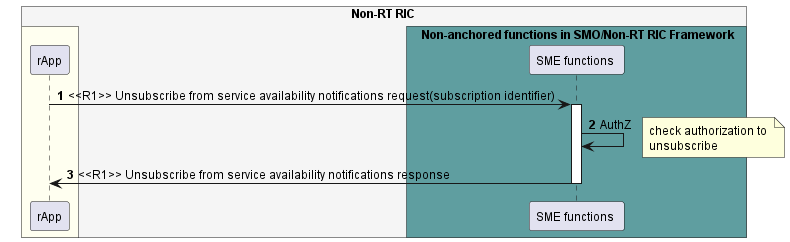 Non-RT RIC
Non-anchored functions in SMO/Non-RT RIC Framework
rApp
SME functions
1 <<R1>> Unsubscribe from service availability notifications request(subscription identifier)
2 AuthZ
check authorization to
unsubscribe
3 <<R1>> Unsubscribe from service availability notifications response
rApp
SME functions